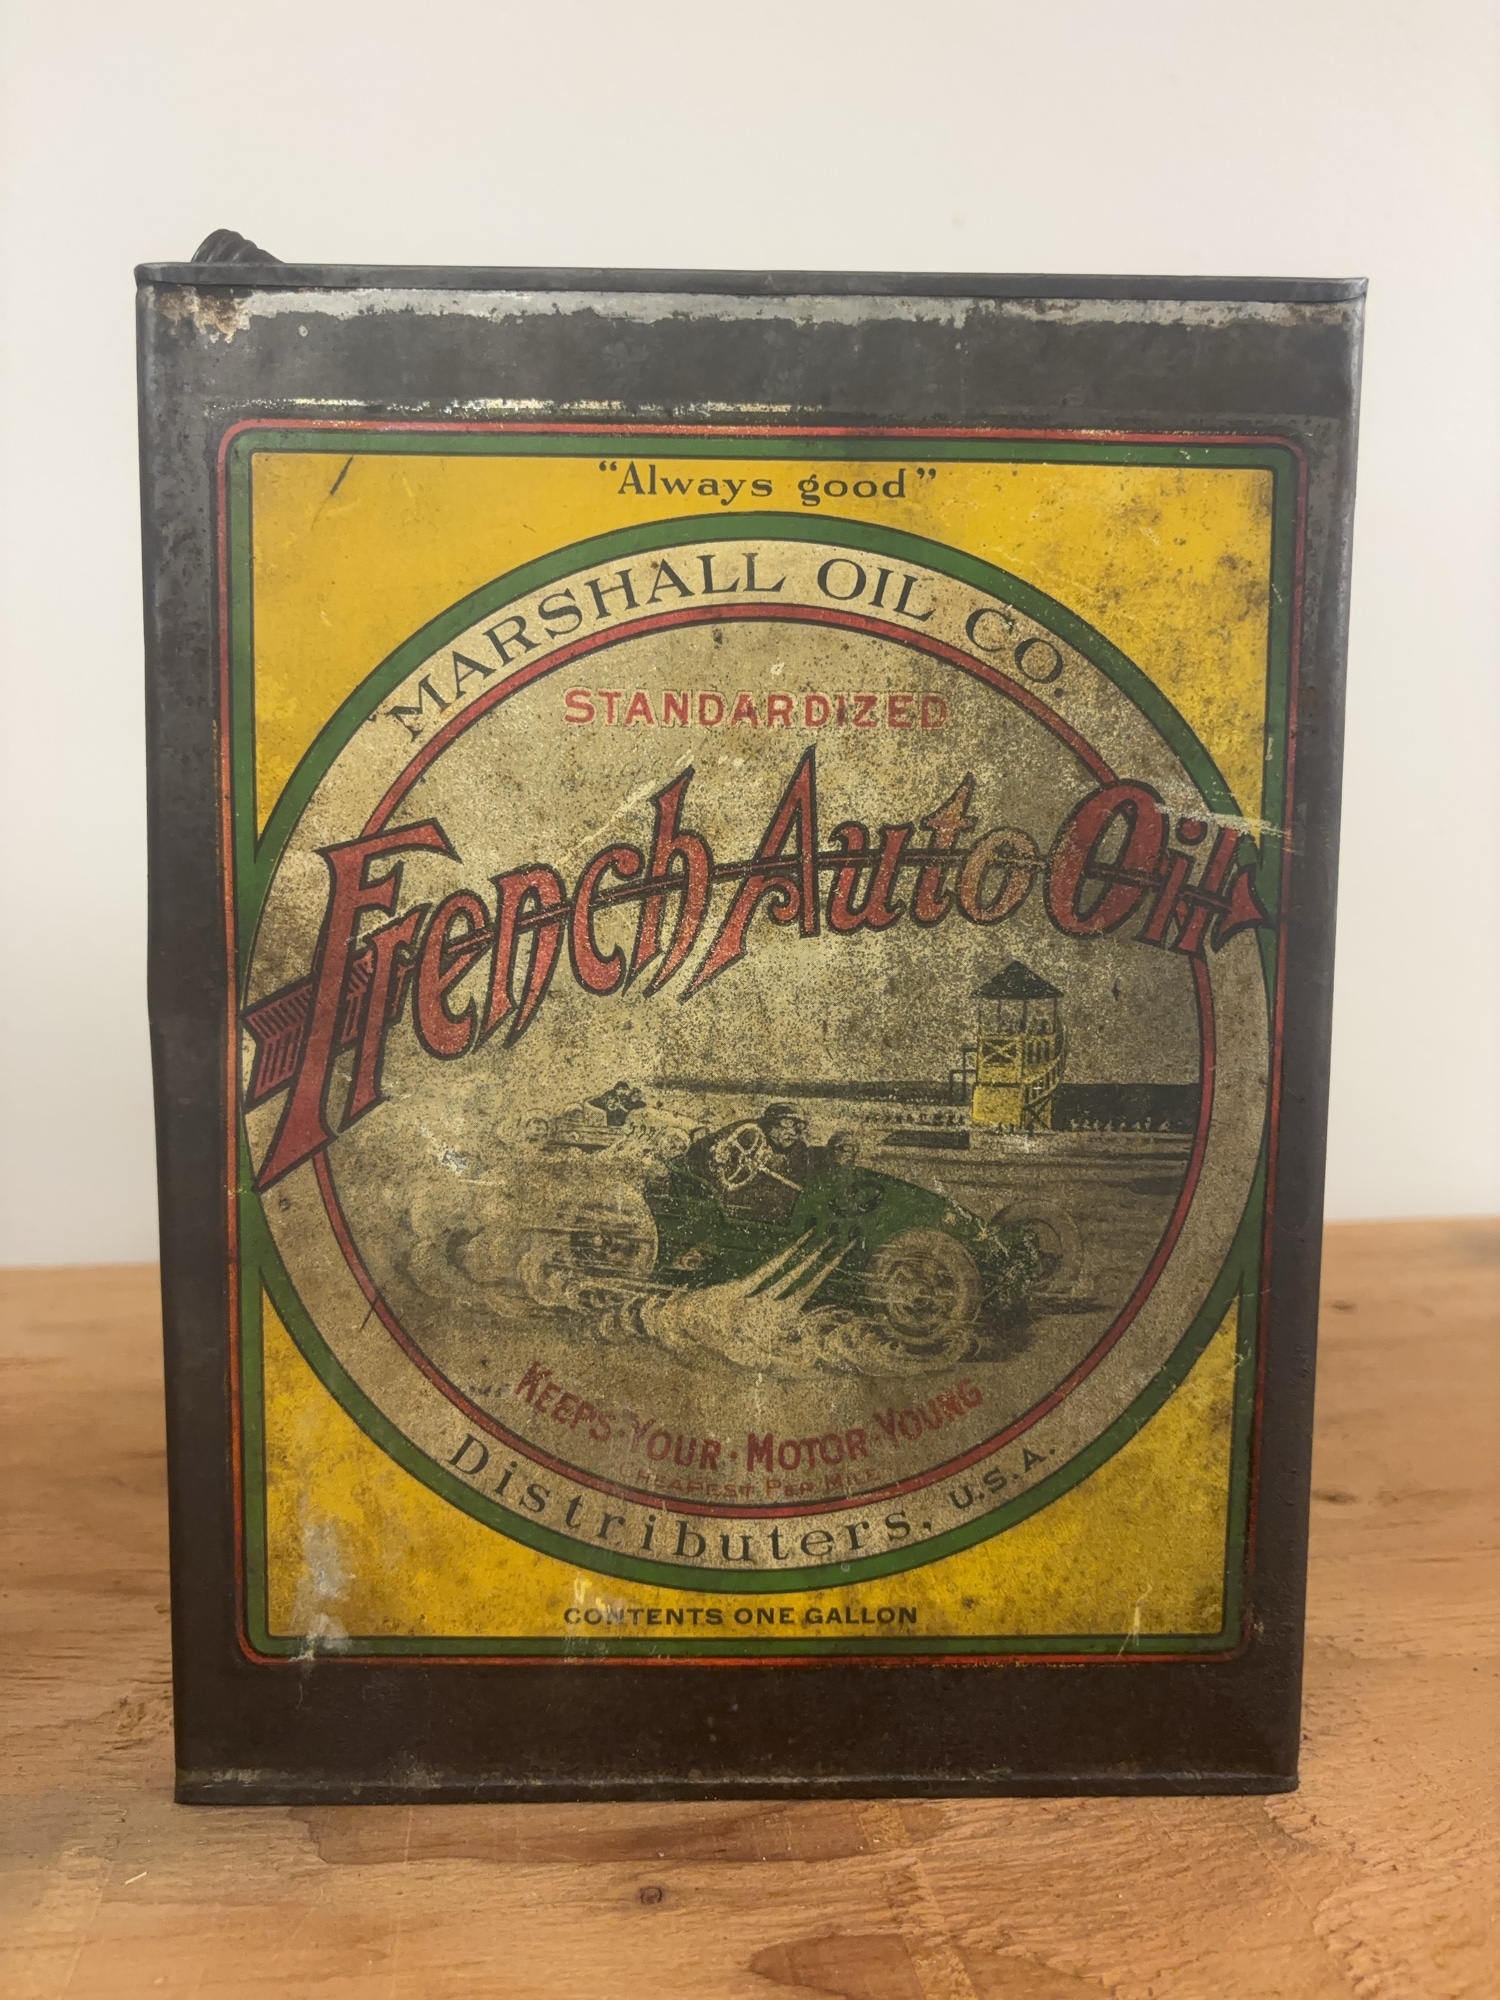 “Always good”
MARSHALL OIL CO.
STANDARDIZED
French Auto Oil
KEEPS·YOUR·MOTOR·YOUNG
CHEAPEST PER MILE
Distributers, U.S.A.
CONTENTS ONE GALLON